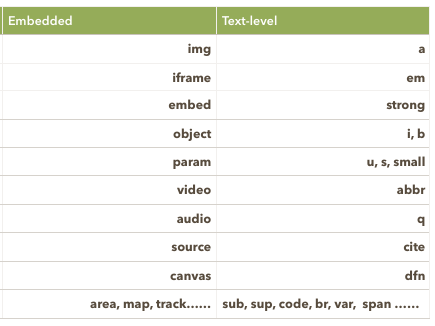 Embedded Text-level
img a
iframe em
embed strong
object i, b
param u, s, small
video abbr
audio q
source cite
canvas dfn
area, map, track...... sub, sup, code, br, var, span ......